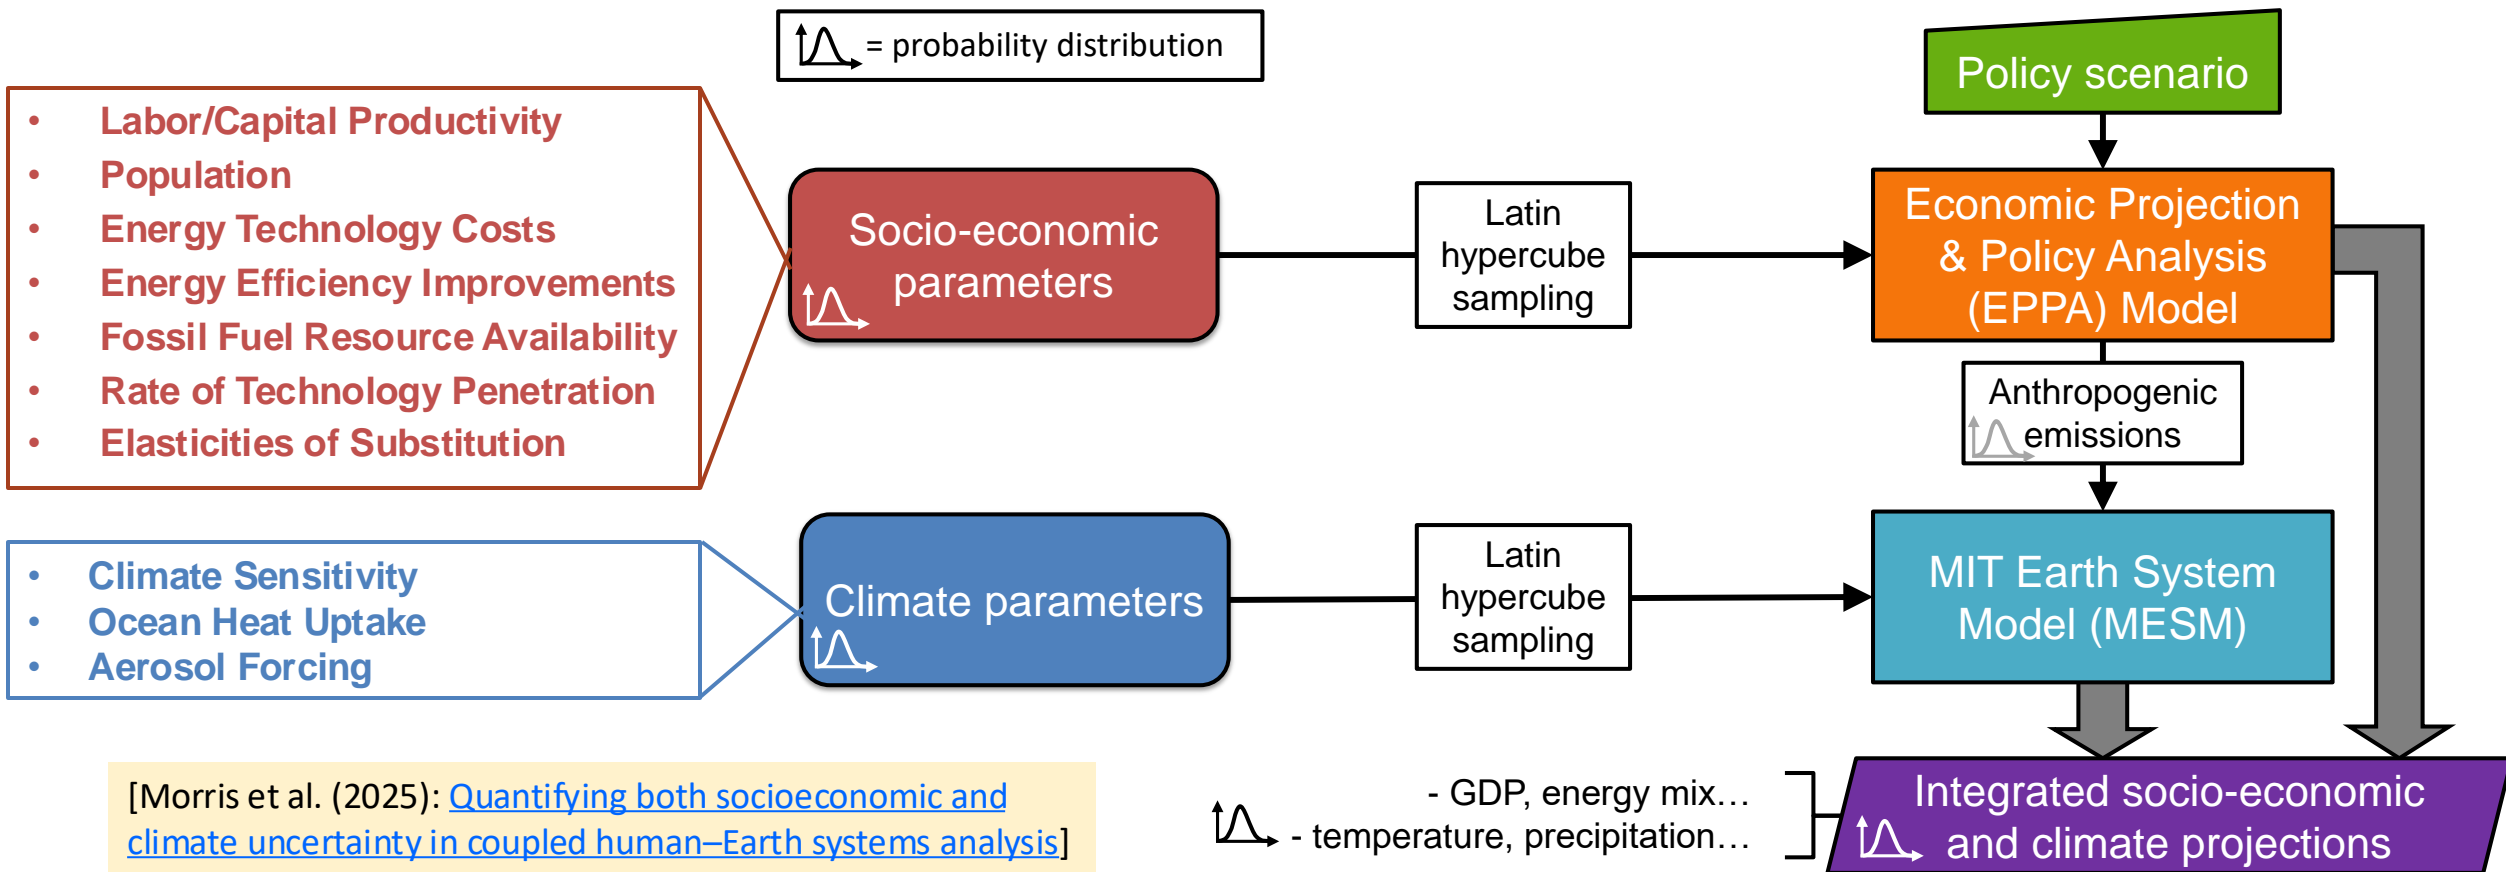 = probability distribution
Policy scenario
• Labor/Capital Productivity
• Population
• Energy Technology Costs
• Energy Efficiency Improvements
• Fossil Fuel Resource Availability
• Rate of Technology Penetration
• Elasticities of Substitution
Socio-economic
parameters
Latin
hypercube
sampling
Economic Projection
& Policy Analysis
(EPPA) Model
Anthropogenic
emissions
• Climate Sensitivity
• Ocean Heat Uptake
• Aerosol Forcing
Climate parameters
Latin
hypercube
sampling
MIT Earth System
Model (MESM)
[Morris et al. (2025): Quantifying both socioeconomic and
climate uncertainty in coupled human–Earth systems analysis]
- GDP, energy mix…
- temperature, precipitation…
Integrated socio-economic
and climate projections